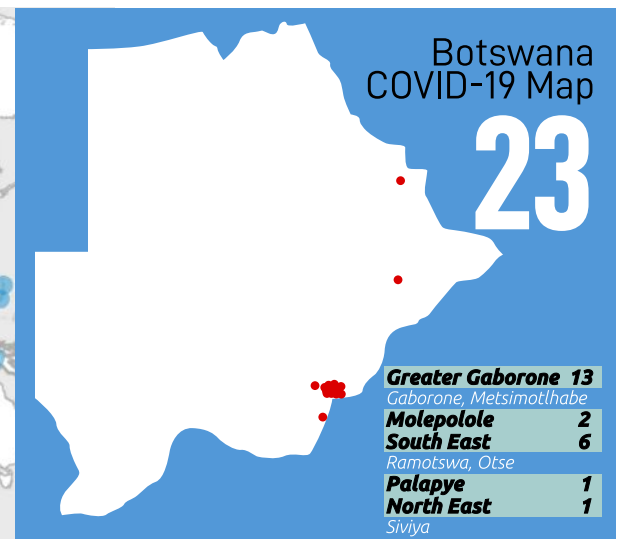 Botswana
COVID-19 Map
23
Greater Gaborone 13
Gaborone, Metsimotlhabe
Molepolole 2
South East 6
Ramotswa, Otse
Palapye 1
North East 1
Siviya